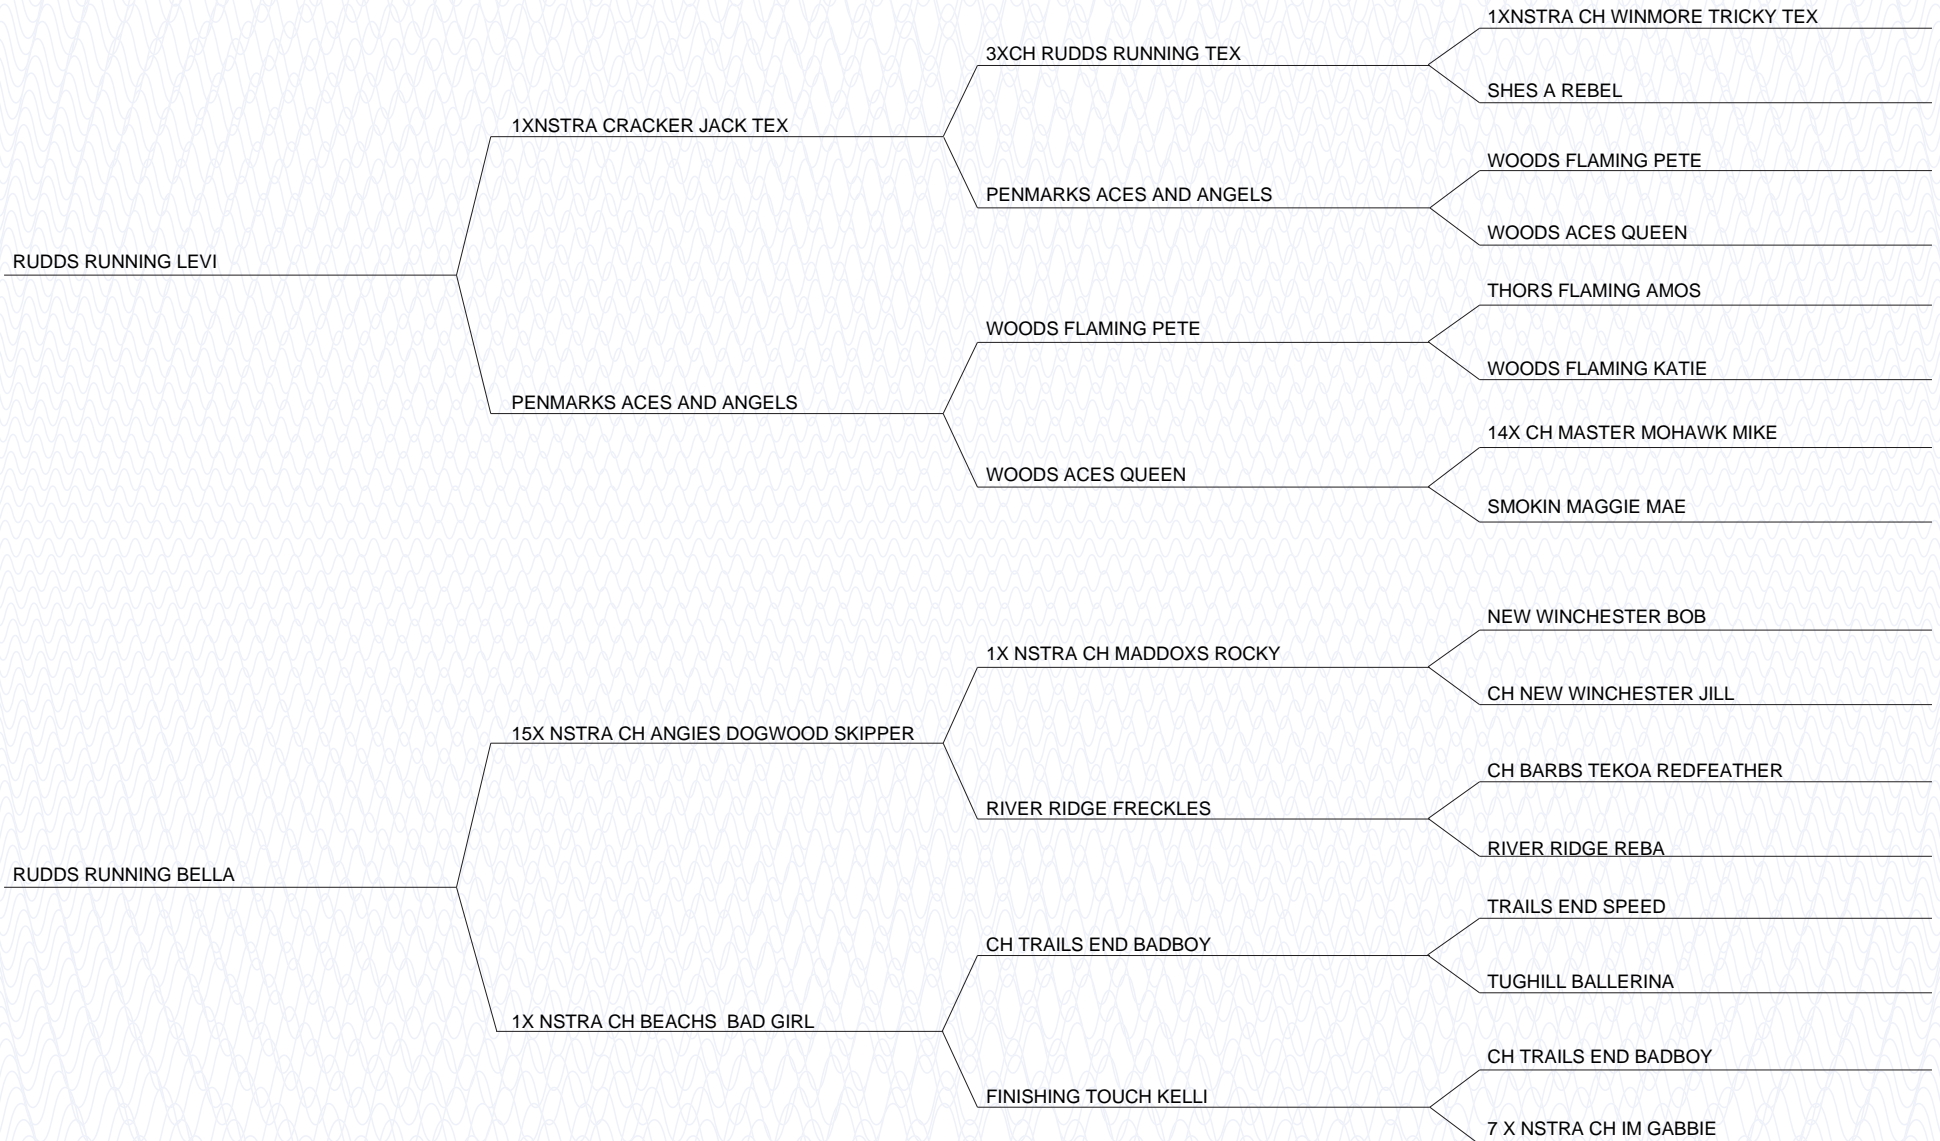 1XNSTRA CH WINMORE TRICKY TEX
3XCH RUDDS RUNNING TEX
SHES A REBEL
1XNSTRA CRACKER JACK TEX
WOODS FLAMING PETE
PENMARKS ACES AND ANGELS
WOODS ACES QUEEN
RUDDS RUNNING LEVI
THORS FLAMING AMOS
WOODS FLAMING PETE
WOODS FLAMING KATIE
PENMARKS ACES AND ANGELS
14X CH MASTER MOHAWK MIKE
WOODS ACES QUEEN
SMOKIN MAGGIE MAE
NEW WINCHESTER BOB
1X NSTRA CH MADDOXS ROCKY
CH NEW WINCHESTER JILL
15X NSTRA CH ANGIES DOGWOOD SKIPPER
CH BARBS TEKOA REDFEATHER
RIVER RIDGE FRECKLES
RIVER RIDGE REBA
RUDDS RUNNING BELLA
TRAILS END SPEED
CH TRAILS END BADBOY
TUGHILL BALLERINA
1X NSTRA CH BEACHS  BAD GIRL
CH TRAILS END BADBOY
FINISHING TOUCH KELLI
7 X NSTRA CH IM GABBIE